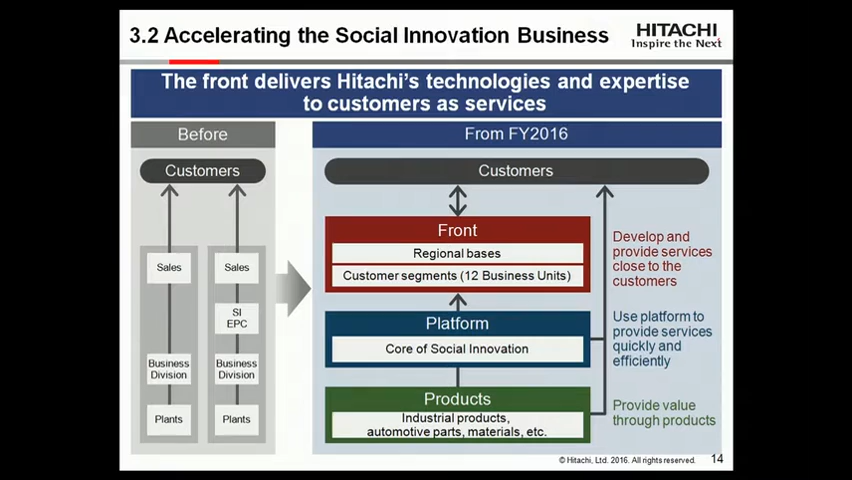 3.2 Accelerating the Social Innovation Business
HITACHI
Inspire the Next
The front delivers Hitachi's technologies and expertise
to customers as services
Before
Customers
Sales
Business
Division
Plants
Sales
SI
EPC
Business
Division
Plants
From FY2016
Customers
Front
Regional bases
Customer segments (12 Business Units)
Develop and
provide services
close to the
customers
Platform
Core of Social Innovation
Use platform to
provide services
quickly and
efficiently
Products
Industrial products,
automotive parts, materials, etc.
Provide value
through products
© Hitachi, Ltd. 2016. All rights reserved.
14